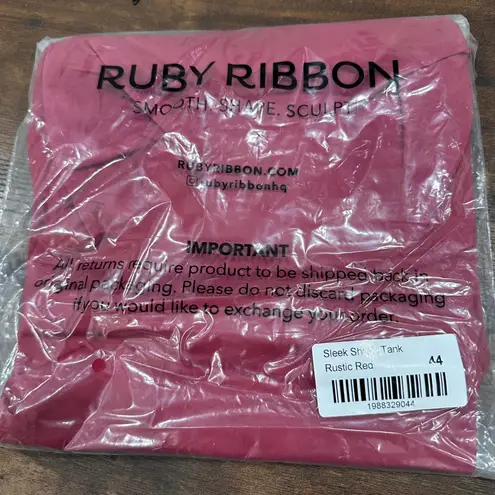 RUBY RIBBON
SMOOTH. SHAPE. SCULPT
RUBYRIBBON.COM
rubyribbonhq
IMPORTANT
All returns require product to be shipped back in
original packaging. Please do not discard packaging
if you would like to exchange your order.
Sleek Tank
Rustic Red 44
1988329044